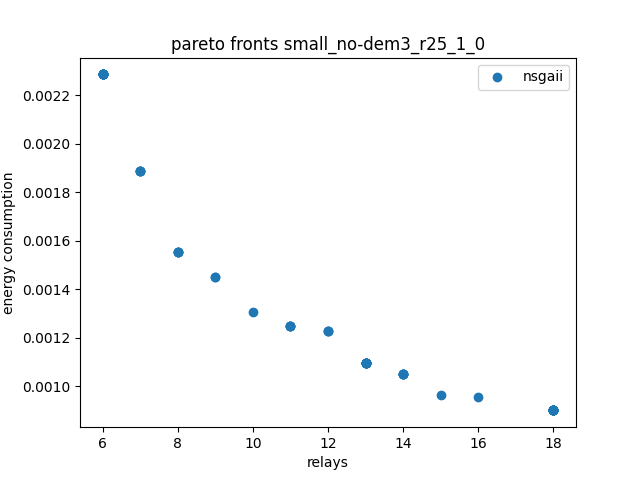 pareto fronts small_no-dem3_r25_1_0
nsgaii
0.0022
0.0020
0.0018
0.0016
0.0014
0.0012
0.0010
energy consumption
6 8 10 12 14 16 18
relays